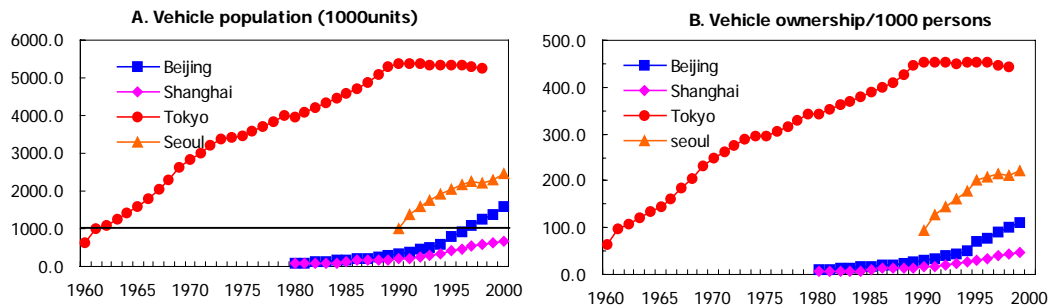 A. Vehicle population (1000units)
6000.0
5000.0
4000.0
3000.0
2000.0
1000.0
0.0
Beijing
Shanghai
Tokyo
Seoul
1960 1965 1970 1975 1980 1985 1990 1995 2000
B. Vehicle ownership/1000 persons
500.0
400.0
300.0
200.0
100.0
0.0
Beijing
Shanghai
Tokyo
seoul
1960 1965 1970 1975 1980 1985 1990 1995 2000